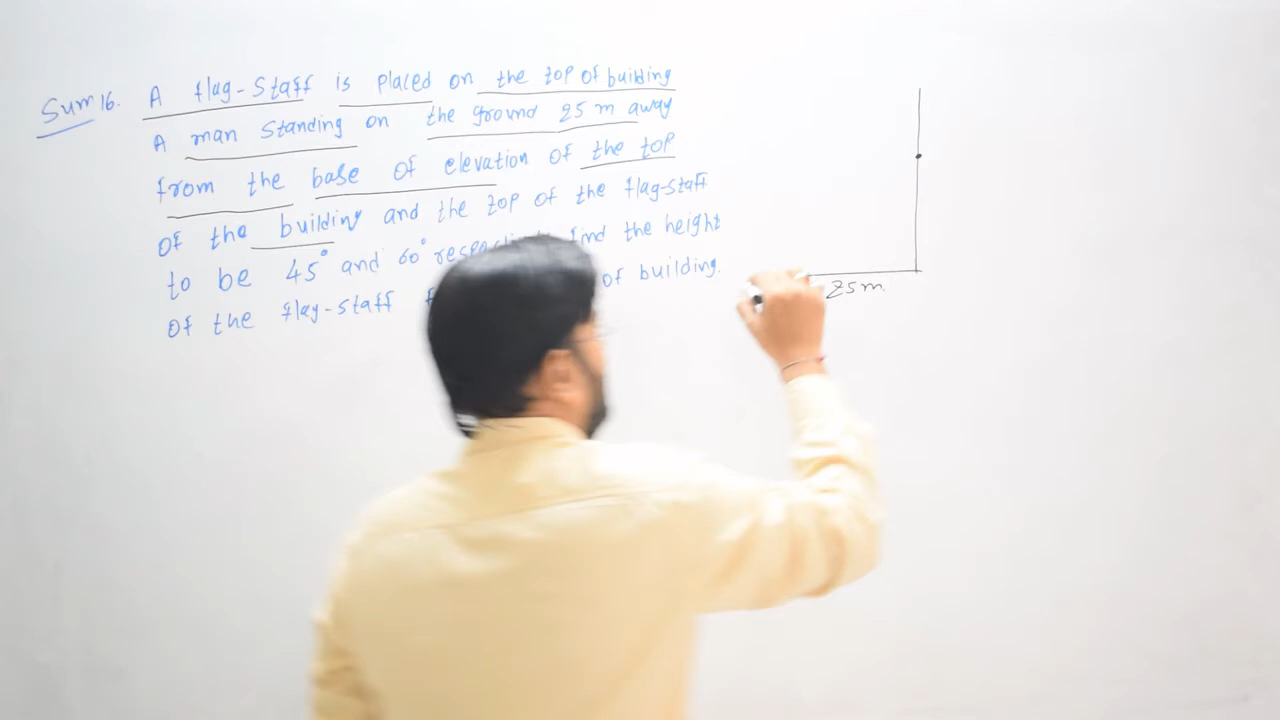 Sum 16. A flag-staff is placed on the top of building
A man standing on the ground 25 m away
from the base of elevation of the top
of the building and the top of the flag-staff
to be 45° and 60° find the height
of the flag-staff of building.
25m.